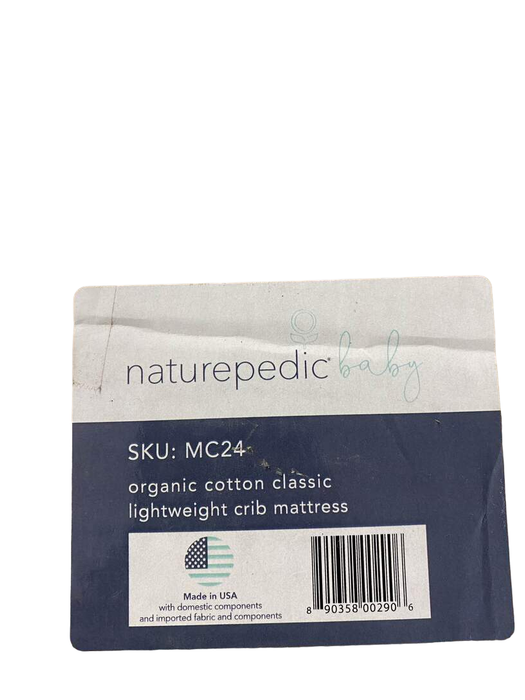 naturepedic® baby
SKU: MC24
organic cotton classic
lightweight crib mattress
Made in USA
with domestic components
and imported fabric and components
8 90358 00290 6